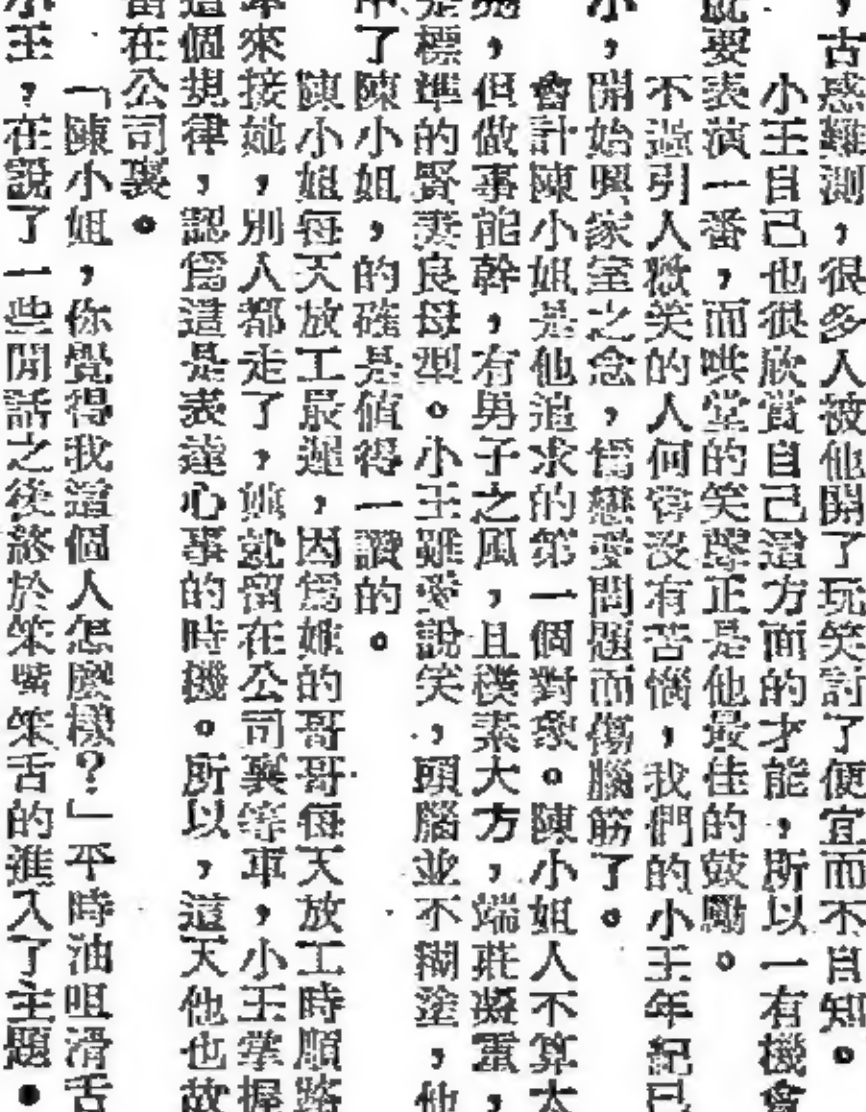 ，古惑難測，很多人被他開了玩笑討了便宜而不自知。
小王自己也很欣賞自己這方面的才能，所以一有機會
就要表演一番，而哄堂的笑聲正是他最佳的鼓勵。
不過引人發笑的人何嘗沒有苦惱，我們的小王年紀已
小，開始興家室之念，爲戀愛問題而傷腦筋了。
會計陳小姐是他追求的第一個對象。陳小姐人不算太
亮，但做事能幹，有男子之風，且樸素大方，端莊凝重，
是標準的賢妻良母型。小王雖愛說笑，頭腦並不糊塗，他
中了陳小姐，的確是值得一讚的。
陳小姐每天放工最遲，因爲她的哥哥每天放工時順路
來接她，別人都走了，她就留在公司裏等車，小王掌握
這個規律，認爲這是表達心事的時機。所以，這天他也故
留在公司裏。
「陳小姐，你覺得我這個人怎麼樣？」平時油咀滑舌
小王，在說了一些閒話之後終於笨嘴笨舌的進入了主題。